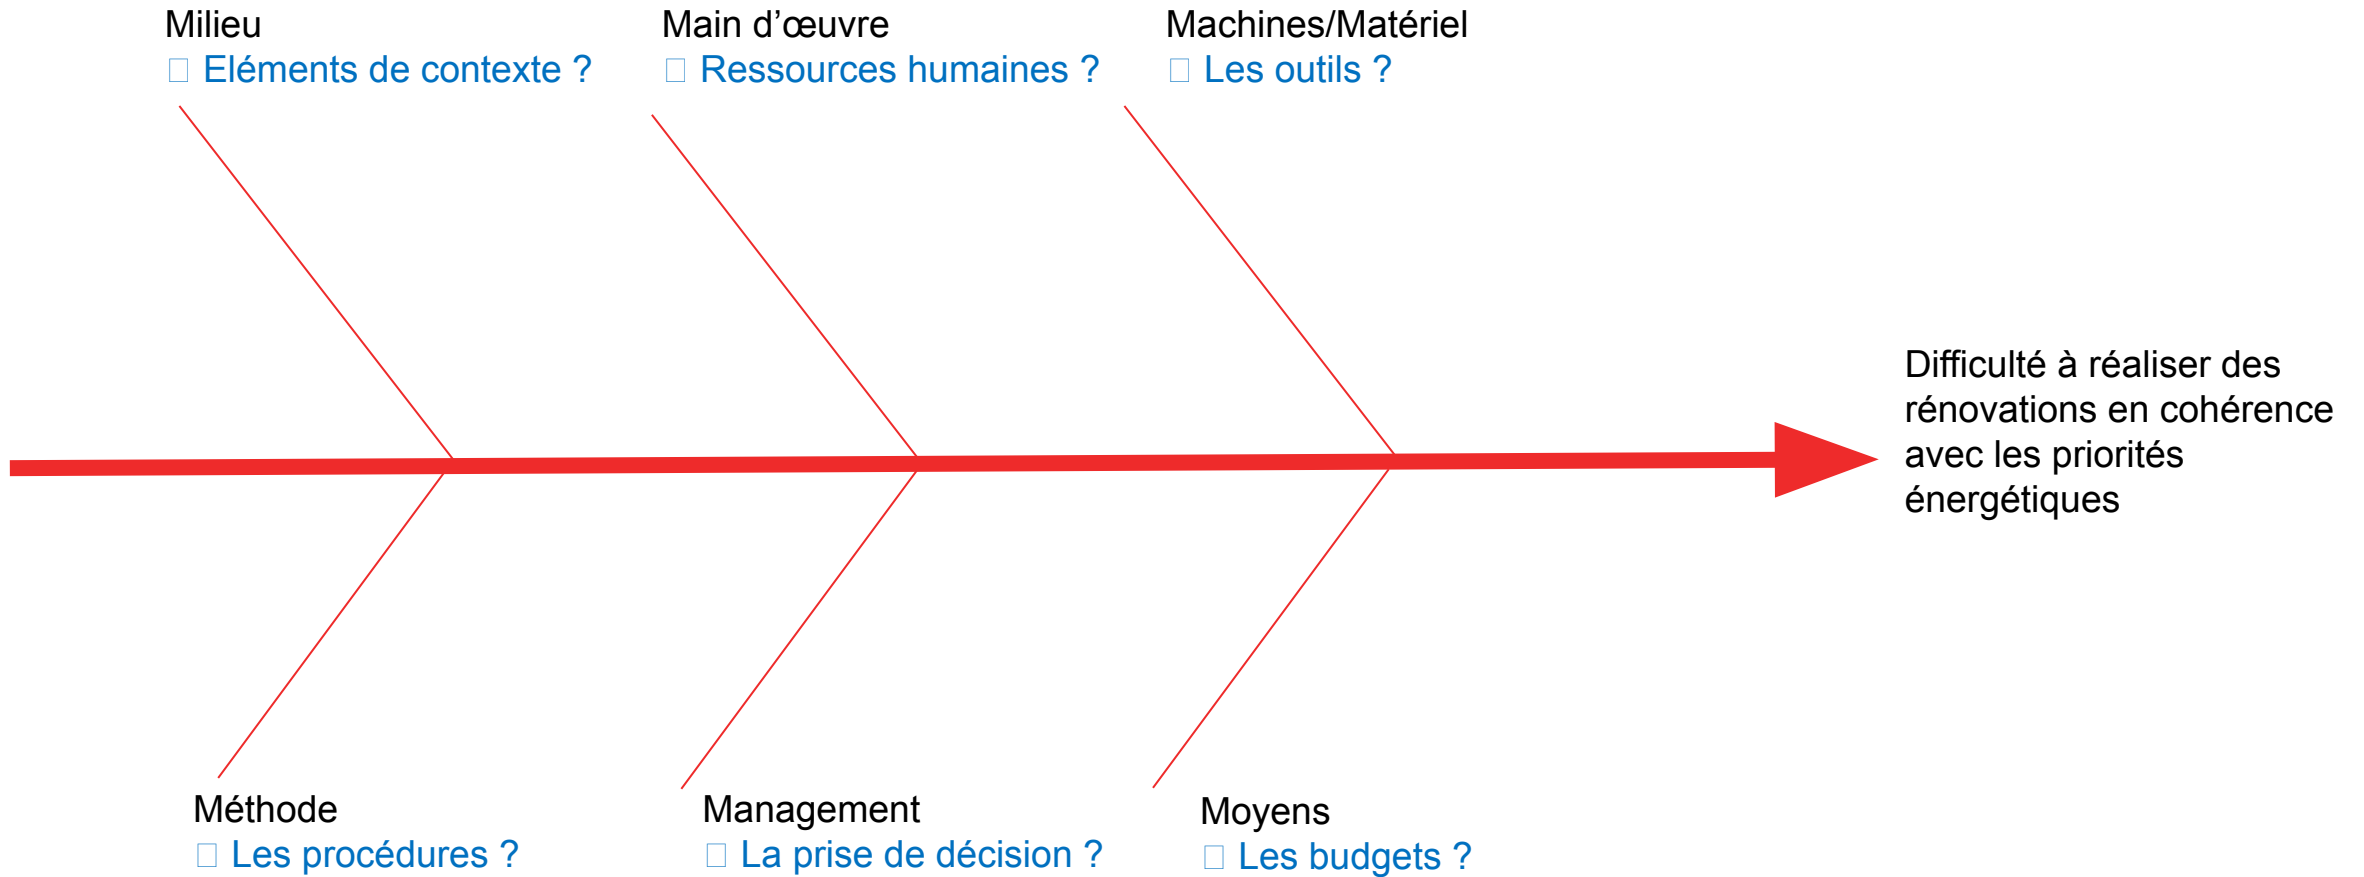 Milieu
Eléments de contexte ?
Main d’œuvre
Ressources humaines ?
Machines/Matériel
Les outils ?
Difficulté à réaliser des
rénovations en cohérence
avec les priorités
énergétiques
Méthode
Les procédures ?
Management
La prise de décision ?
Moyens
Les budgets ?